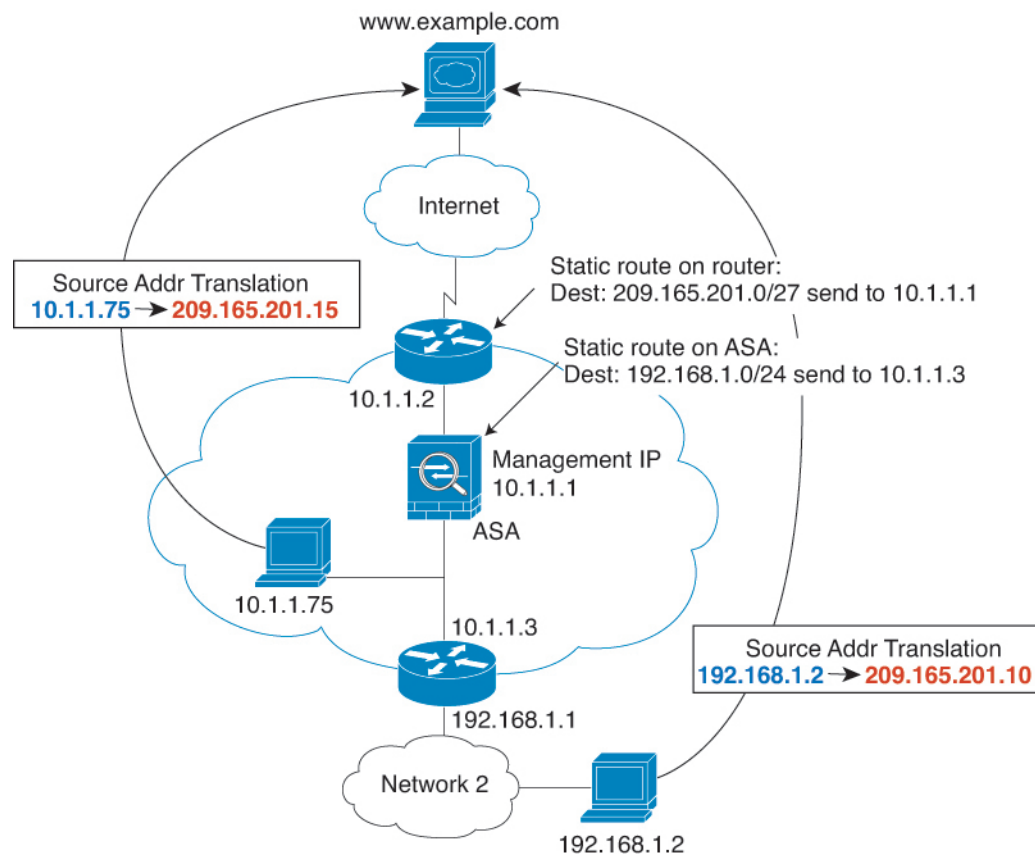 www.example.com
Internet
Source Addr Translation
10.1.1.75 → 209.165.201.15
Static route on router:
Dest: 209.165.201.0/27 send to 10.1.1.1
Static route on ASA:
Dest: 192.168.1.0/24 send to 10.1.1.3
10.1.1.2
Management IP
10.1.1.1
ASA
10.1.1.75
10.1.1.3
Source Addr Translation
192.168.1.2 → 209.165.201.10
192.168.1.1
Network 2
192.168.1.2